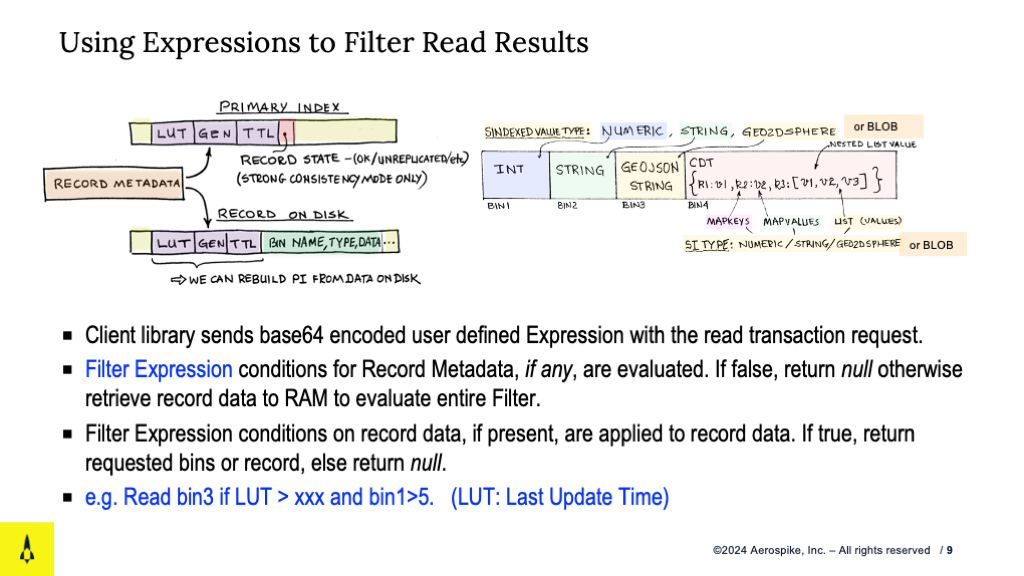 Using Expressions to Filter Read Results
PRIMARY INDEX
LUT GEN TTL
RECORD STATE - (OK/UNREPLICATED/etc)
(STRONG CONSISTENCY MODE ONLY)
RECORD METADATA
RECORD ON DISK
LUT GEN TTL BIN NAME, TYPE, DATA...
⇒ WE CAN REBUILD PI FROM DATA ON DISK
SINDEXED VALUE TYPE: NUMERIC, STRING, GEO2DSPHERE or BLOB
NESTED LIST VALUE
INT STRING GEOJSON STRING CDT
{k1:v1, k2:v2, k3:[v1, v2, v3]}
BIN1 BIN2 BIN3 BIN4
MAPKEYS MAPVALUES LIST (VALUES)
SI TYPE: NUMERIC/STRING/GEO2DSPHERE or BLOB
▪ Client library sends base64 encoded user defined Expression with the read transaction request.
▪ Filter Expression conditions for Record Metadata, if any, are evaluated. If false, return null otherwise
retrieve record data to RAM to evaluate entire Filter.
▪ Filter Expression conditions on record data, if present, are applied to record data. If true, return
requested bins or record, else return null.
▪ e.g. Read bin3 if LUT > xxx and bin1>5. (LUT: Last Update Time)
©2024 Aerospike, Inc. – All rights reserved / 9